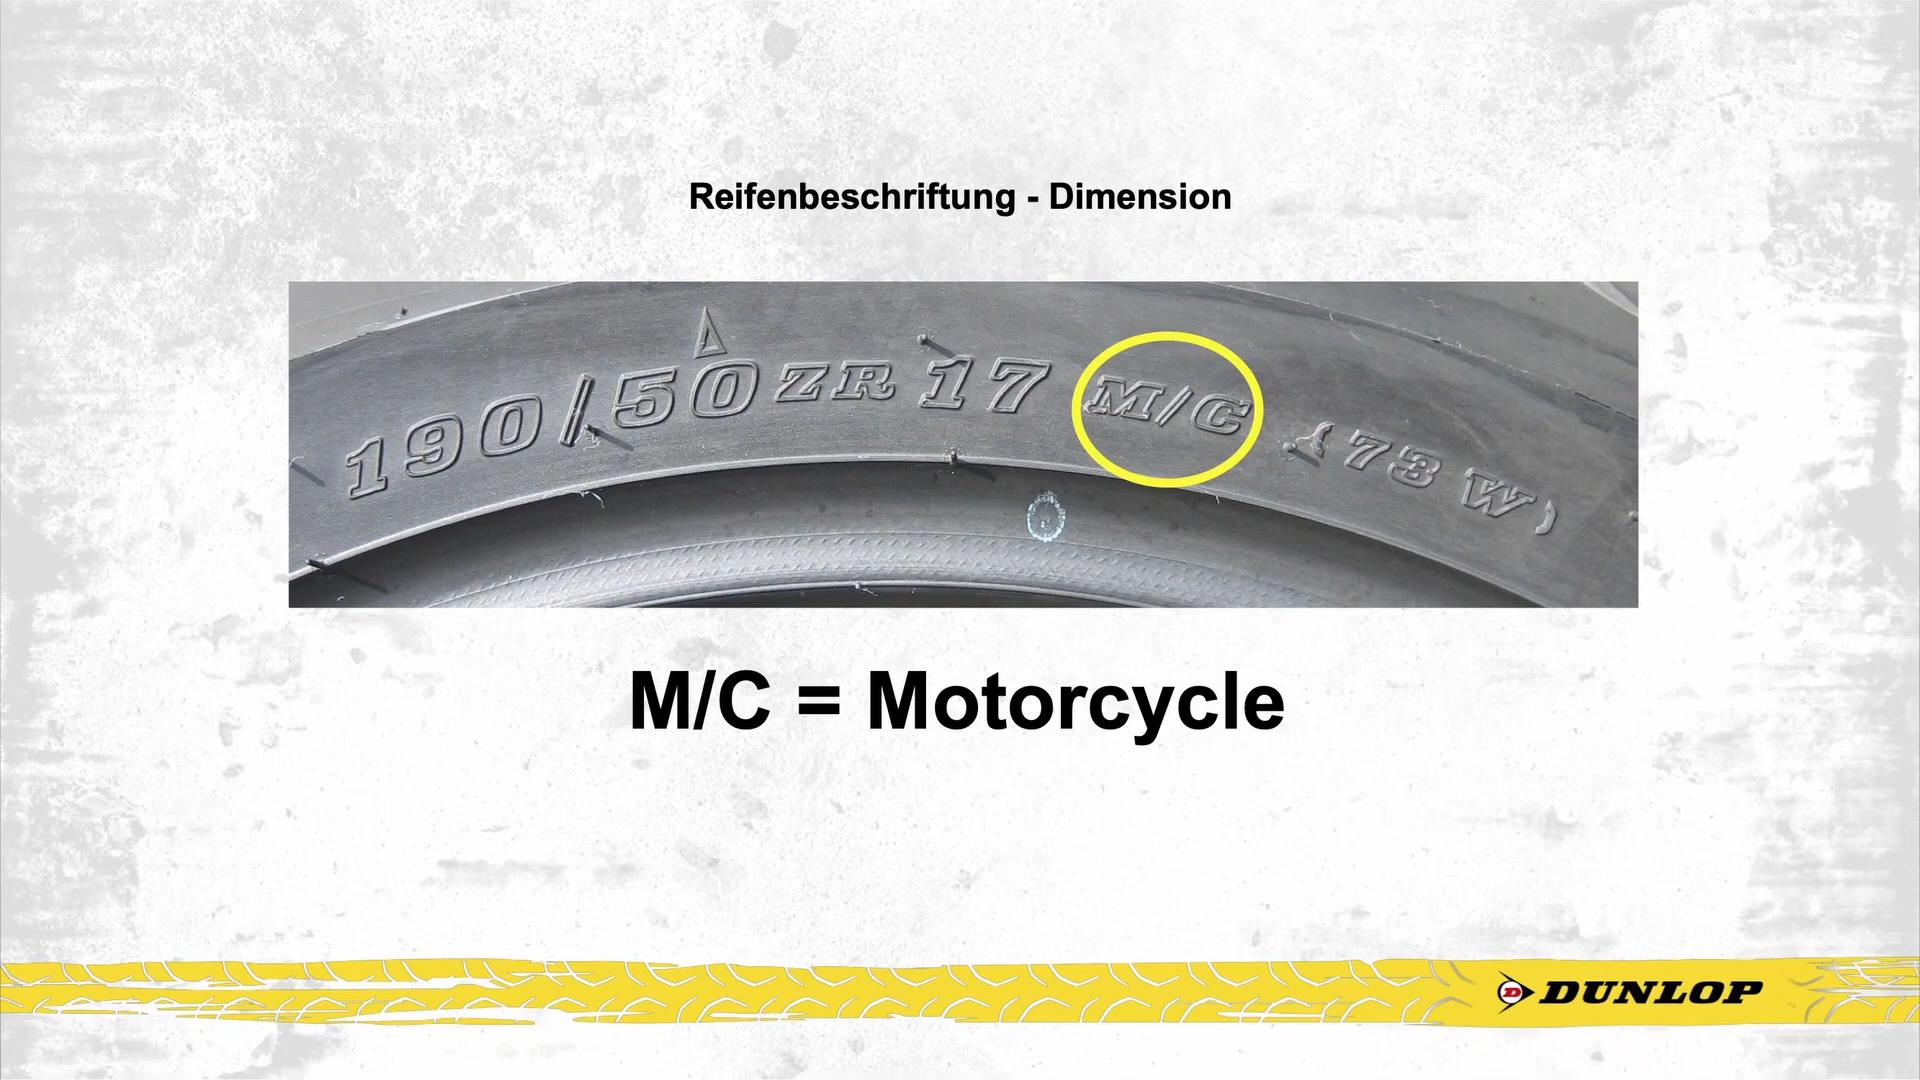 Reifenbeschriftung - Dimension
190/50 ZR 17 M/C (73 W)
M/C = Motorcycle
D DUNLOP